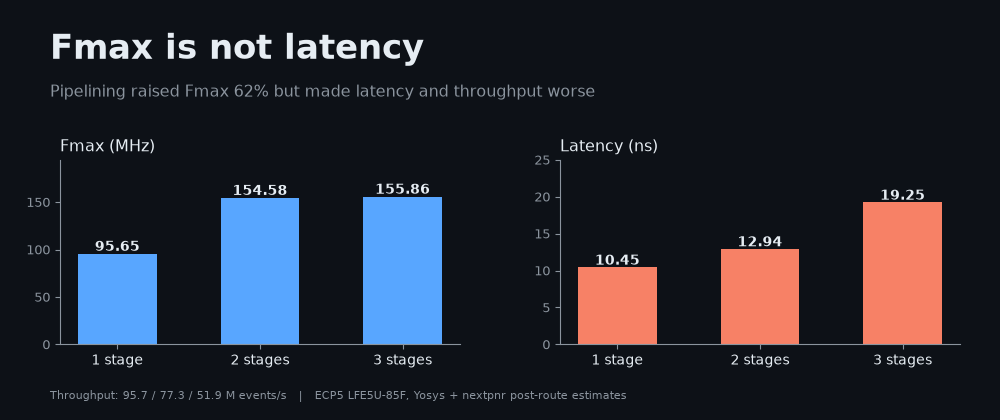 Fmax is not latency
Pipelining raised Fmax 62% but made latency and throughput worse
Fmax (MHz)
150
100
50
0
95.65
154.58
155.86
1 stage
2 stages
3 stages
Latency (ns)
25
20
15
10
5
0
10.45
12.94
19.25
1 stage
2 stages
3 stages
Throughput: 95.7 / 77.3 / 51.9 M events/s | ECP5 LFE5U-85F, Yosys + nextpnr post-route estimates